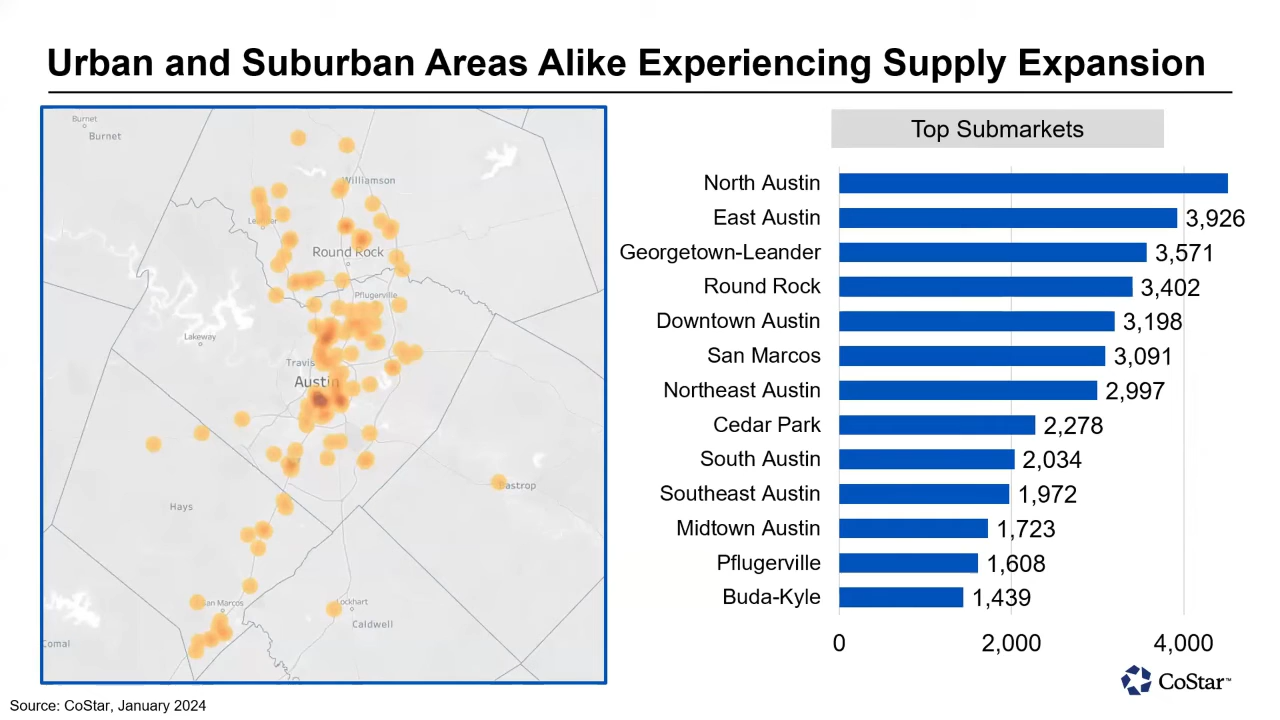 Urban and Suburban Areas Alike Experiencing Supply Expansion
Burnet
Burnet
Williamson
Round Rock
Pflugerville
Lakeway
Travis
Austin
Bastrop
Hays
San Marcos
Lockhart
Caldwell
Comal
Top Submarkets
North Austin
East Austin 3,926
Georgetown-Leander 3,571
Round Rock 3,402
Downtown Austin 3,198
San Marcos 3,091
Northeast Austin 2,997
Cedar Park 2,278
South Austin 2,034
Southeast Austin 1,972
Midtown Austin 1,723
Pflugerville 1,608
Buda-Kyle 1,439
0 2,000 4,000
CoStar™
Source: CoStar, January 2024